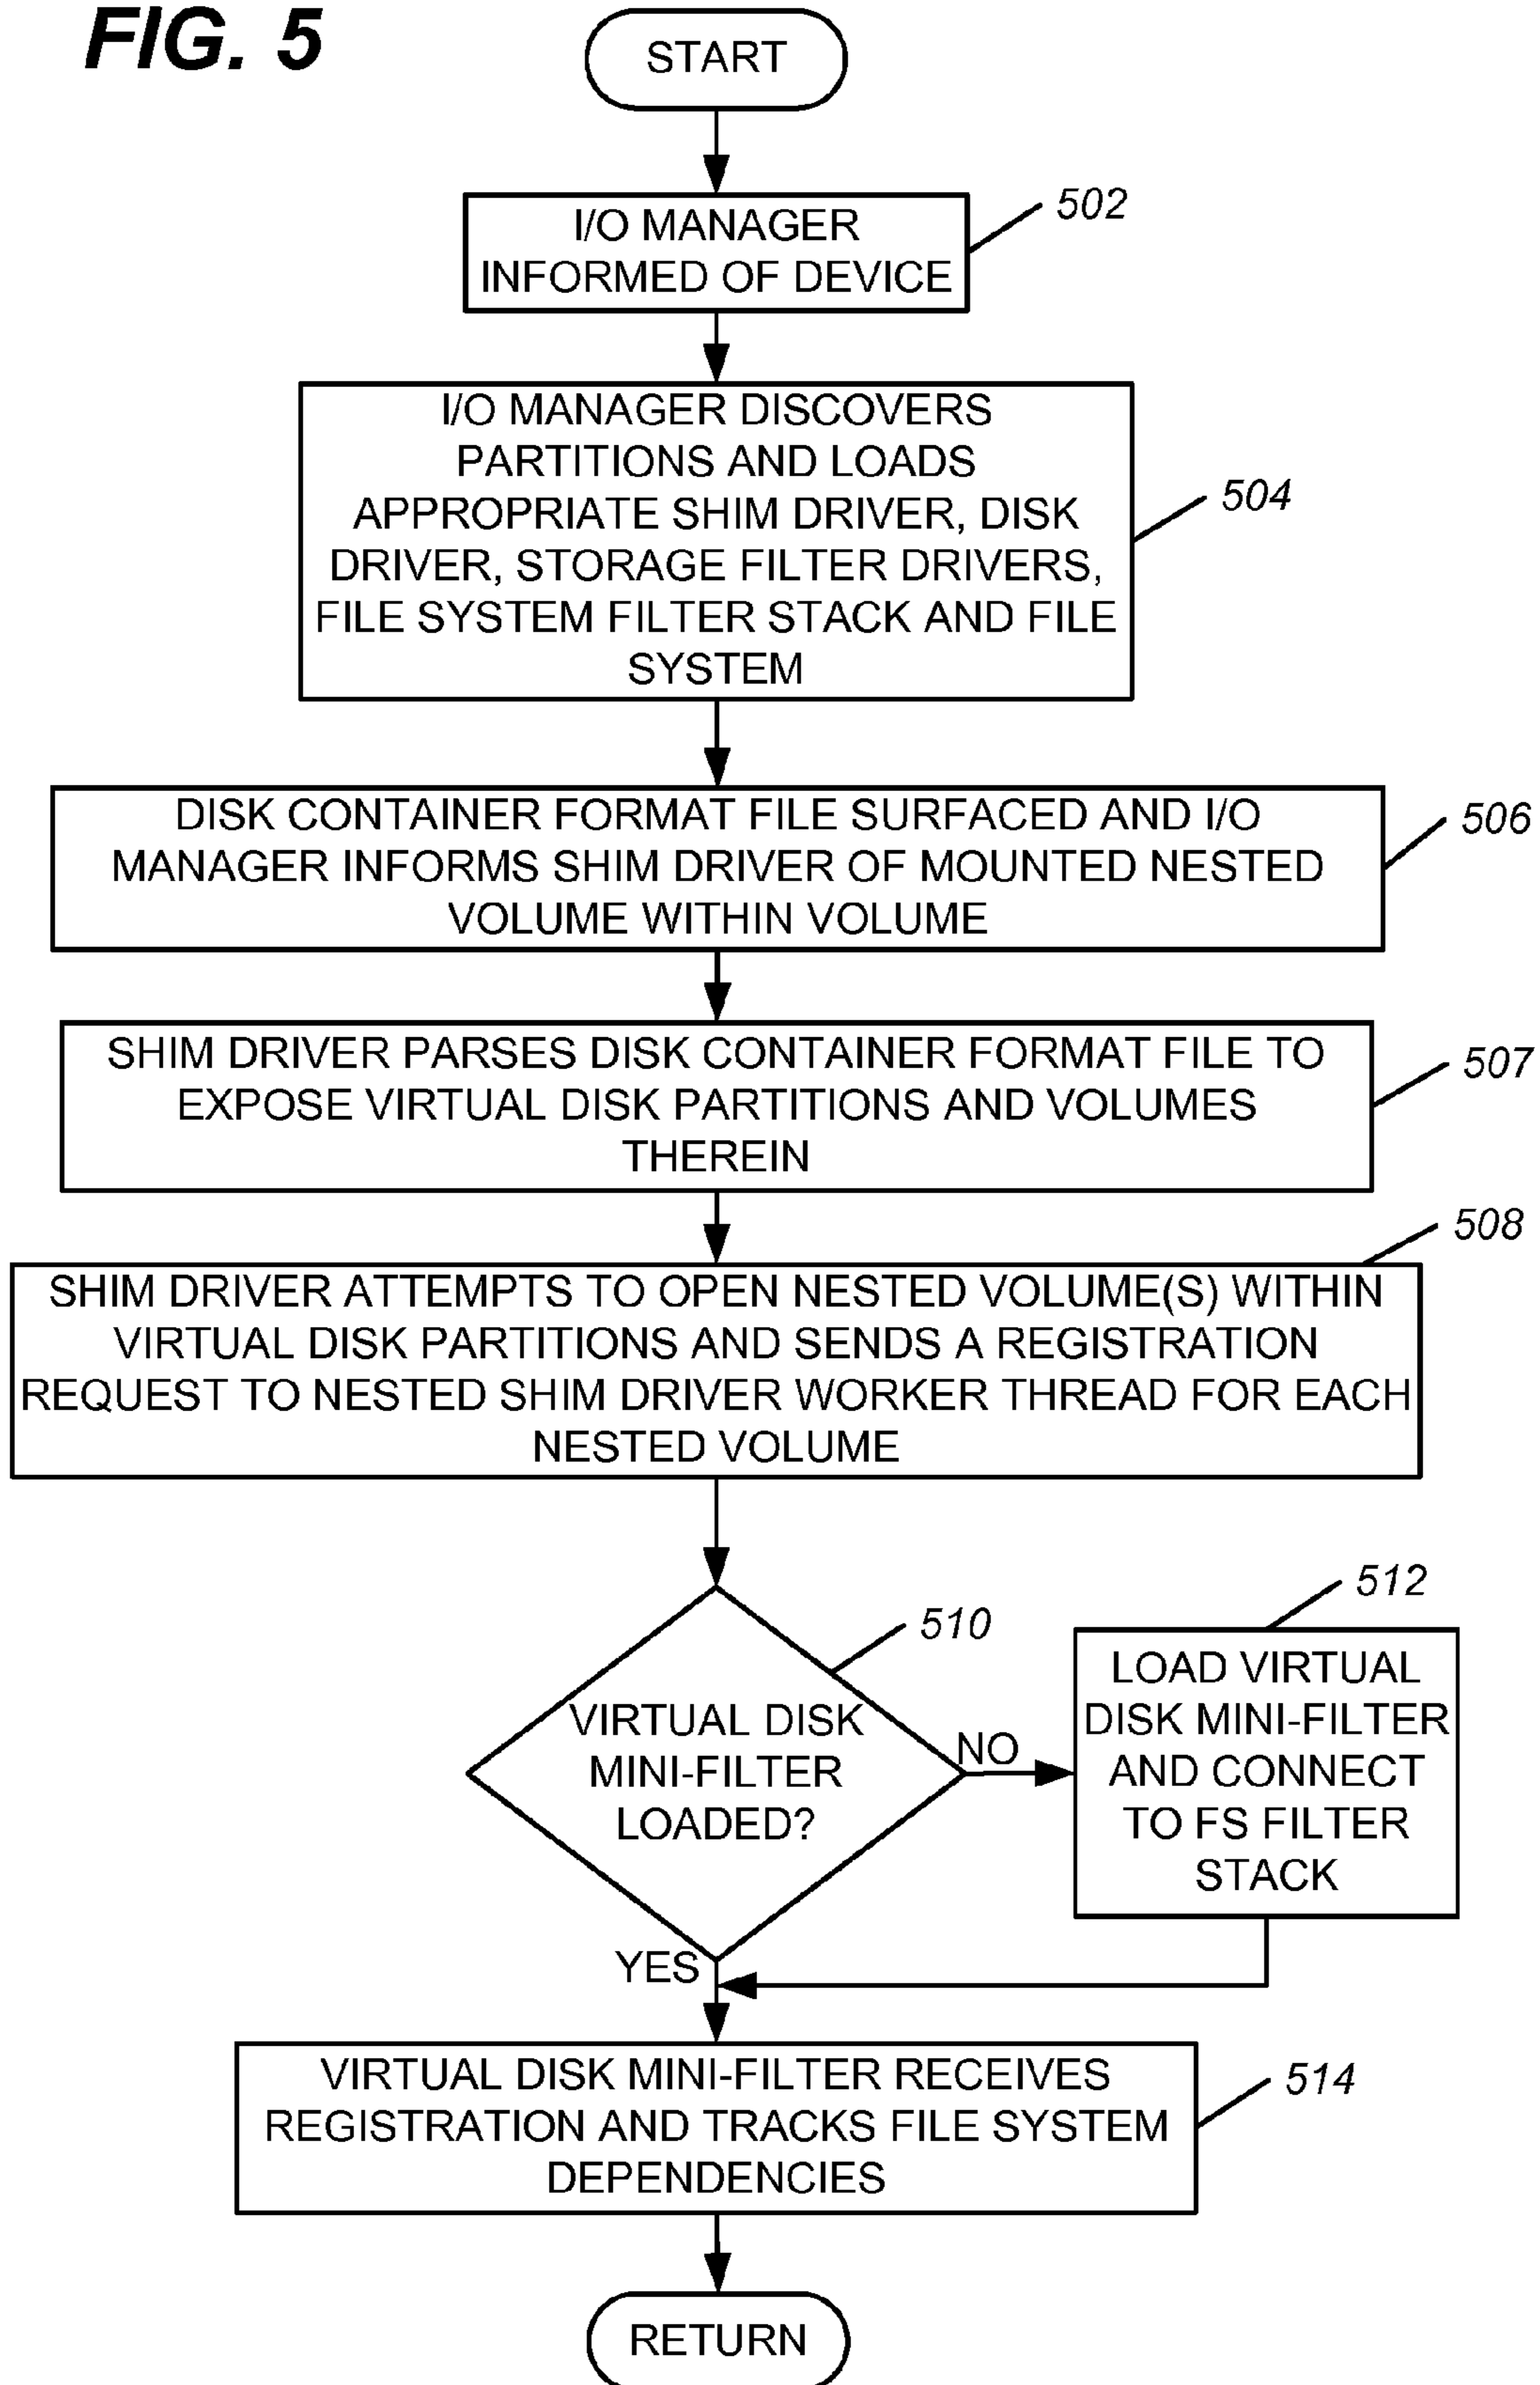 FIG. 5
START
I/O MANAGER
INFORMED OF DEVICE
502
I/O MANAGER DISCOVERS
PARTITIONS AND LOADS
APPROPRIATE SHIM DRIVER, DISK
DRIVER, STORAGE FILTER DRIVERS,
FILE SYSTEM FILTER STACK AND FILE
SYSTEM
504
DISK CONTAINER FORMAT FILE SURFACED AND I/O
MANAGER INFORMS SHIM DRIVER OF MOUNTED NESTED
VOLUME WITHIN VOLUME
506
SHIM DRIVER PARSES DISK CONTAINER FORMAT FILE TO
EXPOSE VIRTUAL DISK PARTITIONS AND VOLUMES
THEREIN
507
508
SHIM DRIVER ATTEMPTS TO OPEN NESTED VOLUME(S) WITHIN
VIRTUAL DISK PARTITIONS AND SENDS A REGISTRATION
REQUEST TO NESTED SHIM DRIVER WORKER THREAD FOR EACH
NESTED VOLUME
510
VIRTUAL DISK
MINI-FILTER
LOADED?
NO
512
LOAD VIRTUAL
DISK MINI-FILTER
AND CONNECT
TO FS FILTER
STACK
YES
VIRTUAL DISK MINI-FILTER RECEIVES
REGISTRATION AND TRACKS FILE SYSTEM
DEPENDENCIES
514
RETURN